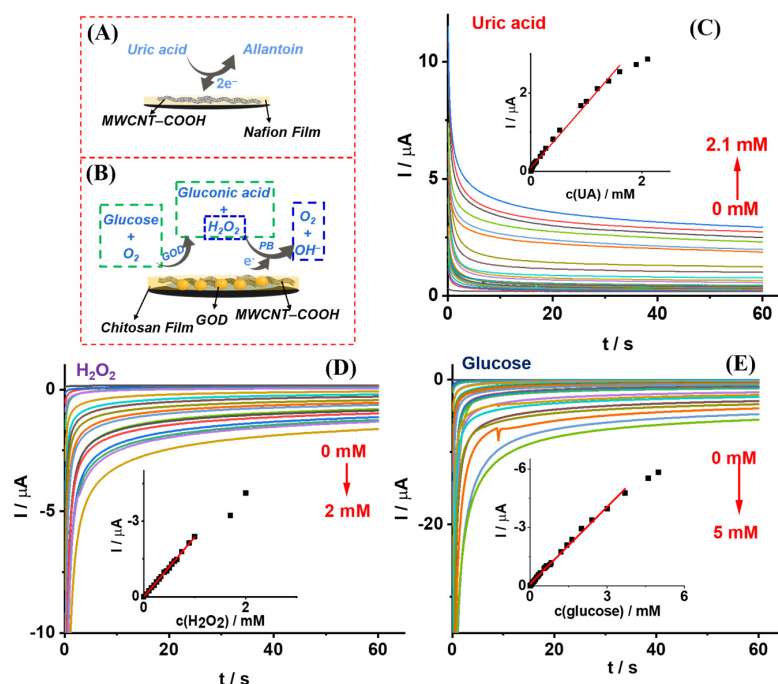 (A)
Uric acid
Allantoin
2e⁻
MWCNT–COOH
Nafion Film
(B)
Glucose
+
O₂
Gluconic acid
+
H₂O₂
O₂
+
OH⁻
GOD
PB
e⁻
Chitosan Film
GOD
MWCNT–COOH
(C)
Uric acid
I / μA
10
5
0
0
20
40
60
t / s
I / μA
2
0
0
1
2
c(UA) / mM
2.1 mM
0 mM
(D)
H₂O₂
I / μA
0
-5
-10
0
20
40
60
t / s
I / μA
-3
0
0
2
c(H₂O₂) / mM
0 mM
2 mM
(E)
Glucose
I / μA
0
-10
-20
0
20
40
60
t / s
I / μA
-6
-3
0
0
3
6
c(glucose) / mM
0 mM
5 mM